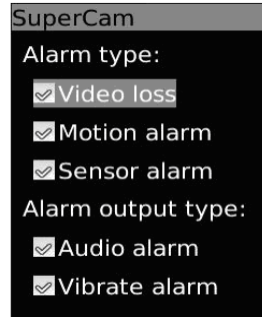 SuperCam
Alarm type:
Video loss
Motion alarm
Sensor alarm
Alarm output type:
Audio alarm
Vibrate alarm